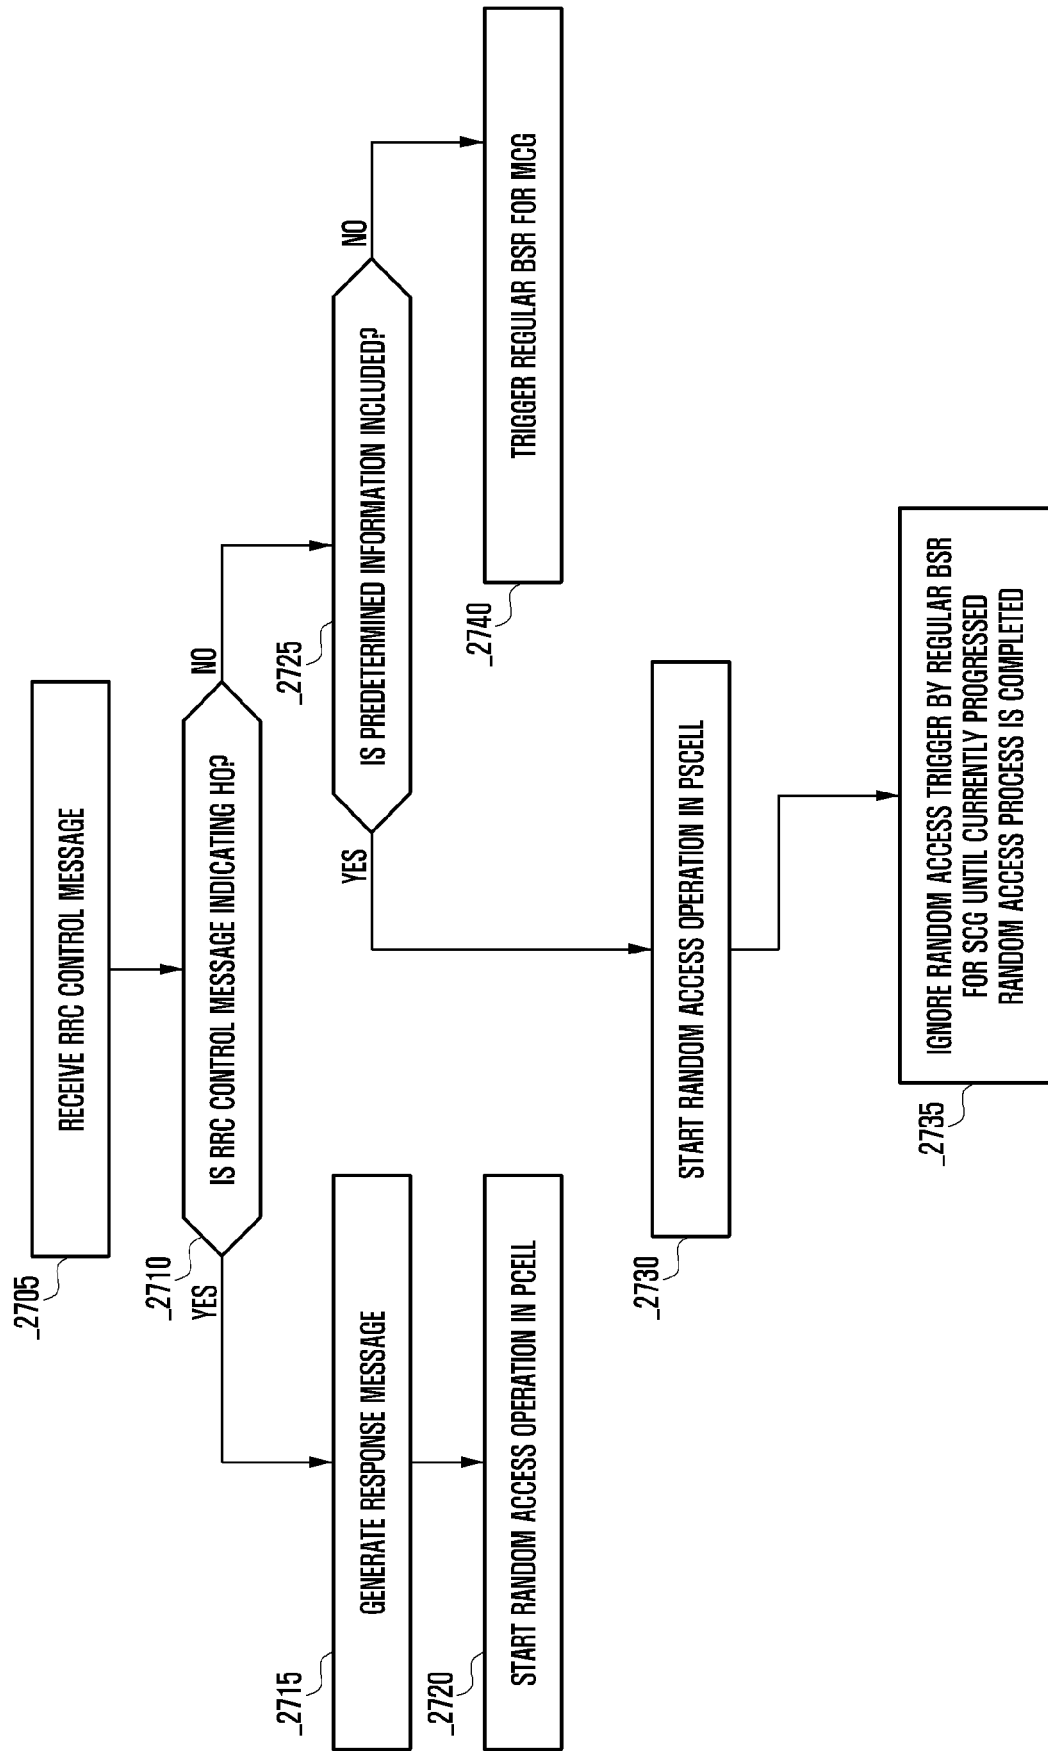 2705
RECEIVE RRC CONTROL MESSAGE
2710
IS RRC CONTROL MESSAGE INDICATING HO?
YES
NO
2715
GENERATE RESPONSE MESSAGE
2725
IS PREDETERMINED INFORMATION INCLUDED?
YES
NO
2720
START RANDOM ACCESS OPERATION IN PCELL
2740
TRIGGER REGULAR BSR FOR MCG
2730
START RANDOM ACCESS OPERATION IN PSCELL
2735
IGNORE RANDOM ACCESS TRIGGER BY REGULAR BSR
FOR SCG UNTIL CURRENTLY PROGRESSED
RANDOM ACCESS PROCESS IS COMPLETED